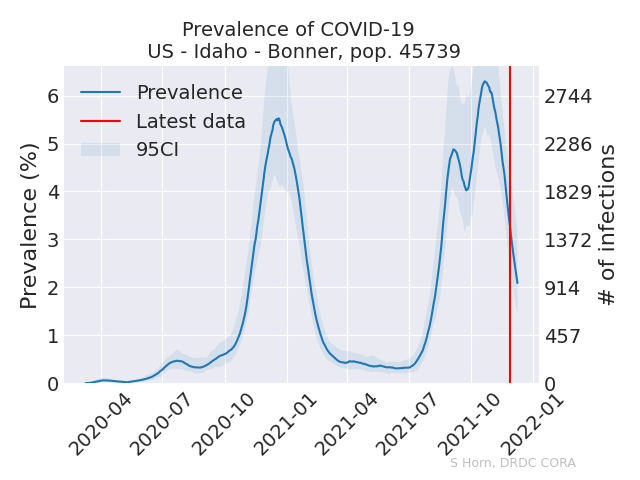 Prevalence of COVID-19
US - Idaho - Bonner, pop. 45739
Prevalence
Latest data
95CI
Prevalence (%)
6
5
4
3
2
1
0
2744
2286
1829
1372
914
457
0
# of infections
2020-04
2020-07
2020-10
2021-01
2021-04
2021-07
2021-10
2022-01
S Horn, DRDC CORA